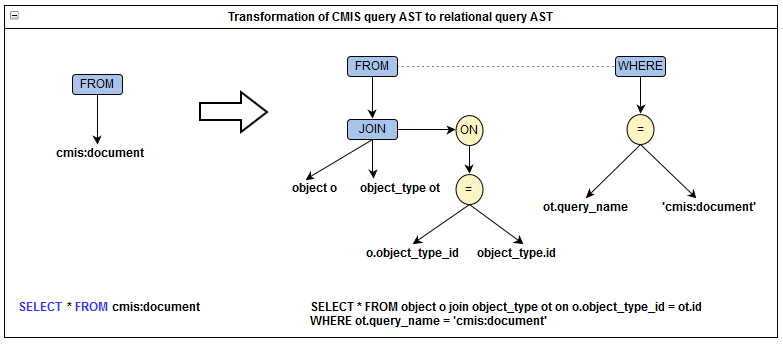 Transformation of CMIS query AST to relational query AST
FROM
cmis:document
FROM
WHERE
JOIN
ON
=
object o
object_type ot
=
ot.query_name
'cmis:document'
o.object_type_id
object_type.id
SELECT * FROM cmis:document
SELECT * FROM object o join object_type ot on o.object_type_id = ot.id
WHERE ot.query_name = 'cmis:document'